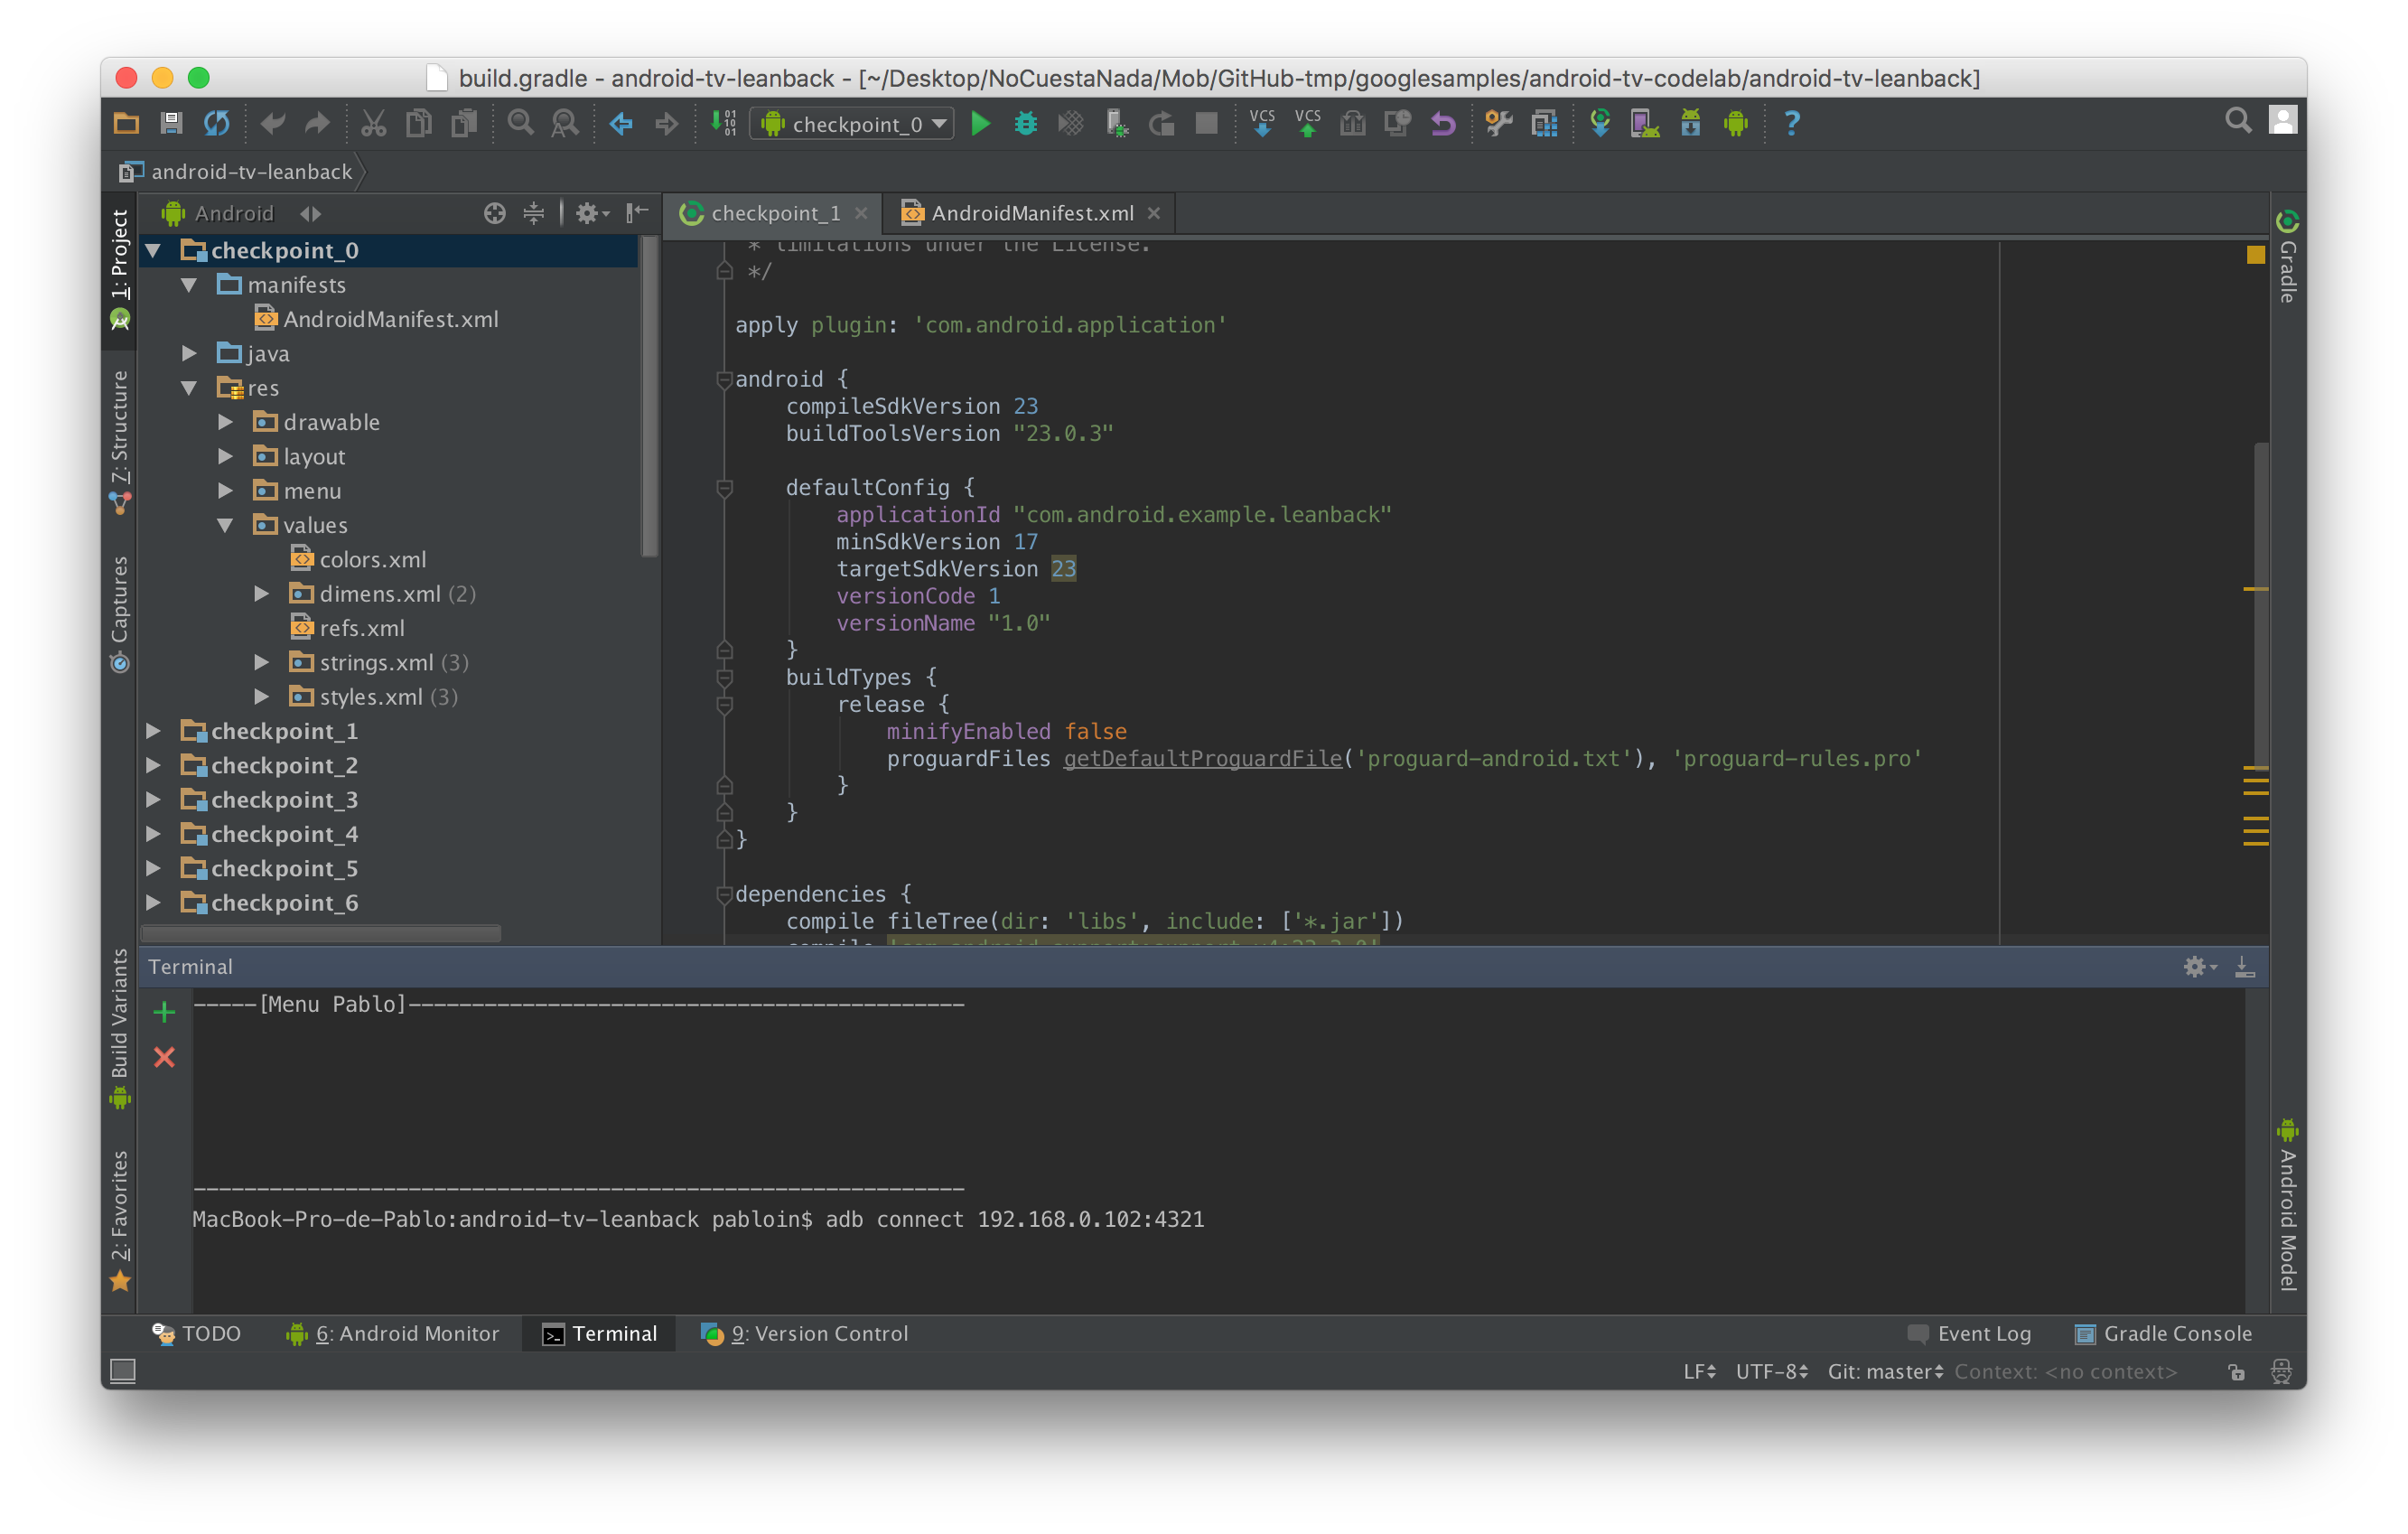 build.gradle - android-tv-leanback - [~/Desktop/NoCuestaNada/Mob/GitHub-tmp/googlesamples/android-tv-codelab/android-tv-leanback]
checkpoint_0
VCS
VCS
?
android-tv-leanback
1: Project
7: Structure
Captures
Build Variants
2: Favorites
Android
checkpoint_0
manifests
AndroidManifest.xml
java
res
drawable
layout
menu
values
colors.xml
dimens.xml (2)
refs.xml
strings.xml (3)
styles.xml (3)
checkpoint_1
checkpoint_2
checkpoint_3
checkpoint_4
checkpoint_5
checkpoint_6
checkpoint_1
AndroidManifest.xml
* limitations under the License.
*/
apply plugin: 'com.android.application'
android {
compileSdkVersion 23
buildToolsVersion "23.0.3"
defaultConfig {
applicationId "com.android.example.leanback"
minSdkVersion 17
targetSdkVersion 23
versionCode 1
versionName "1.0"
}
buildTypes {
release {
minifyEnabled false
proguardFiles getDefaultProguardFile('proguard-android.txt'), 'proguard-rules.pro'
}
}
}
dependencies {
compile fileTree(dir: 'libs', include: ['*.jar'])
Gradle
Android Model
Terminal
-----[Menu Pablo]--------------------------------------------
-------------------------------------------------------------
MacBook-Pro-de-Pablo:android-tv-leanback pabloin$ adb connect 192.168.0.102:4321
TODO
6: Android Monitor
Terminal
9: Version Control
Event Log
Gradle Console
LF
UTF-8
Git: master
Context: <no context>